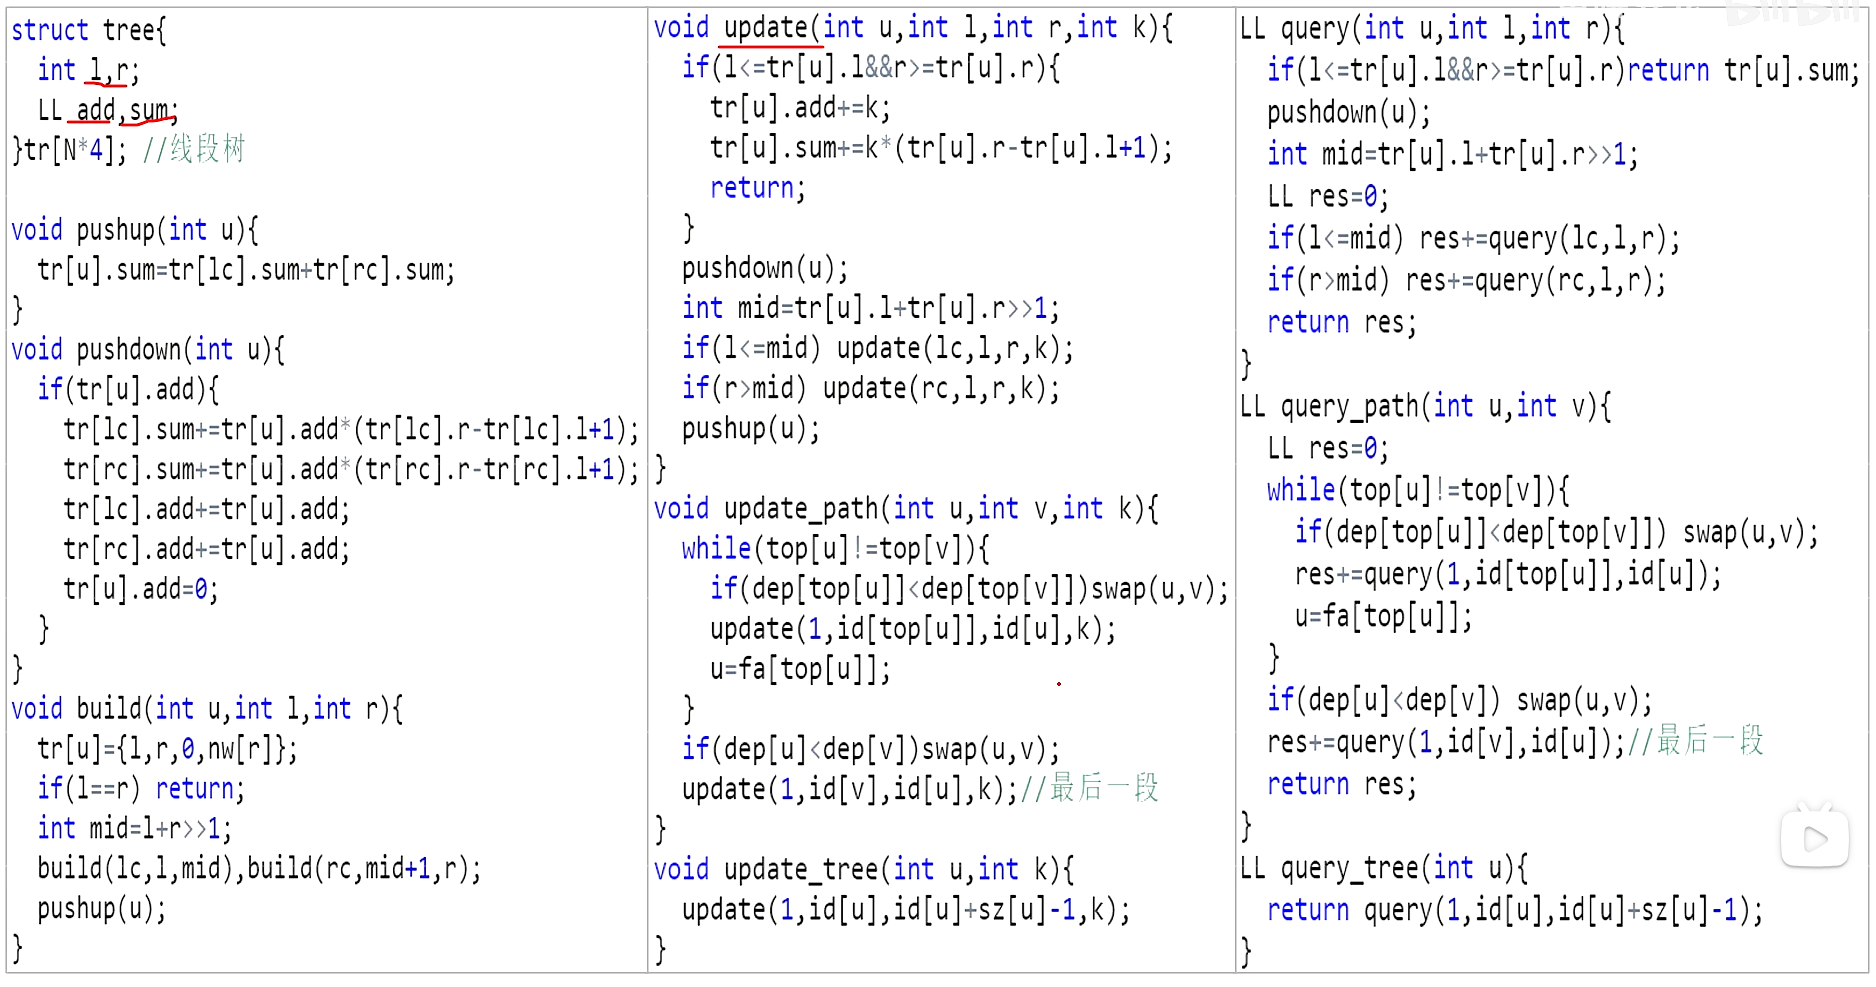 struct tree{
  int l,r;
  LL add,sum;
}tr[N*4]; //线段树

void pushup(int u){
  tr[u].sum=tr[lc].sum+tr[rc].sum;
}
void pushdown(int u){
  if(tr[u].add){
    tr[lc].sum+=tr[u].add*(tr[lc].r-tr[lc].l+1);
    tr[rc].sum+=tr[u].add*(tr[rc].r-tr[rc].l+1);
    tr[lc].add+=tr[u].add;
    tr[rc].add+=tr[u].add;
    tr[u].add=0;
  }
}
void build(int u,int l,int r){
  tr[u]={l,r,0,nw[r]};
  if(l==r) return;
  int mid=l+r>>1;
  build(lc,l,mid),build(rc,mid+1,r);
  pushup(u);
}
void update(int u,int l,int r,int k){
  if(l<=tr[u].l&&r>=tr[u].r){
    tr[u].add+=k;
    tr[u].sum+=k*(tr[u].r-tr[u].l+1);
    return;
  }
  pushdown(u);
  int mid=tr[u].l+tr[u].r>>1;
  if(l<=mid) update(lc,l,r,k);
  if(r>mid) update(rc,l,r,k);
  pushup(u);
}
void update_path(int u,int v,int k){
  while(top[u]!=top[v]){
    if(dep[top[u]]<dep[top[v]])swap(u,v);
    update(1,id[top[u]],id[u],k);
    u=fa[top[u]];
  }
  if(dep[u]<dep[v])swap(u,v);
  update(1,id[v],id[u],k);//最后一段
}
void update_tree(int u,int k){
  update(1,id[u],id[u]+sz[u]-1,k);
}
LL query(int u,int l,int r){
  if(l<=tr[u].l&&r>=tr[u].r)return tr[u].sum;
  pushdown(u);
  int mid=tr[u].l+tr[u].r>>1;
  LL res=0;
  if(l<=mid) res+=query(lc,l,r);
  if(r>mid) res+=query(rc,l,r);
  return res;
}
LL query_path(int u,int v){
  LL res=0;
  while(top[u]!=top[v]){
    if(dep[top[u]]<dep[top[v]]) swap(u,v);
    res+=query(1,id[top[u]],id[u]);
    u=fa[top[u]];
  }
  if(dep[u]<dep[v]) swap(u,v);
  res+=query(1,id[v],id[u]);//最后一段
  return res;
}
LL query_tree(int u){
  return query(1,id[u],id[u]+sz[u]-1);
}